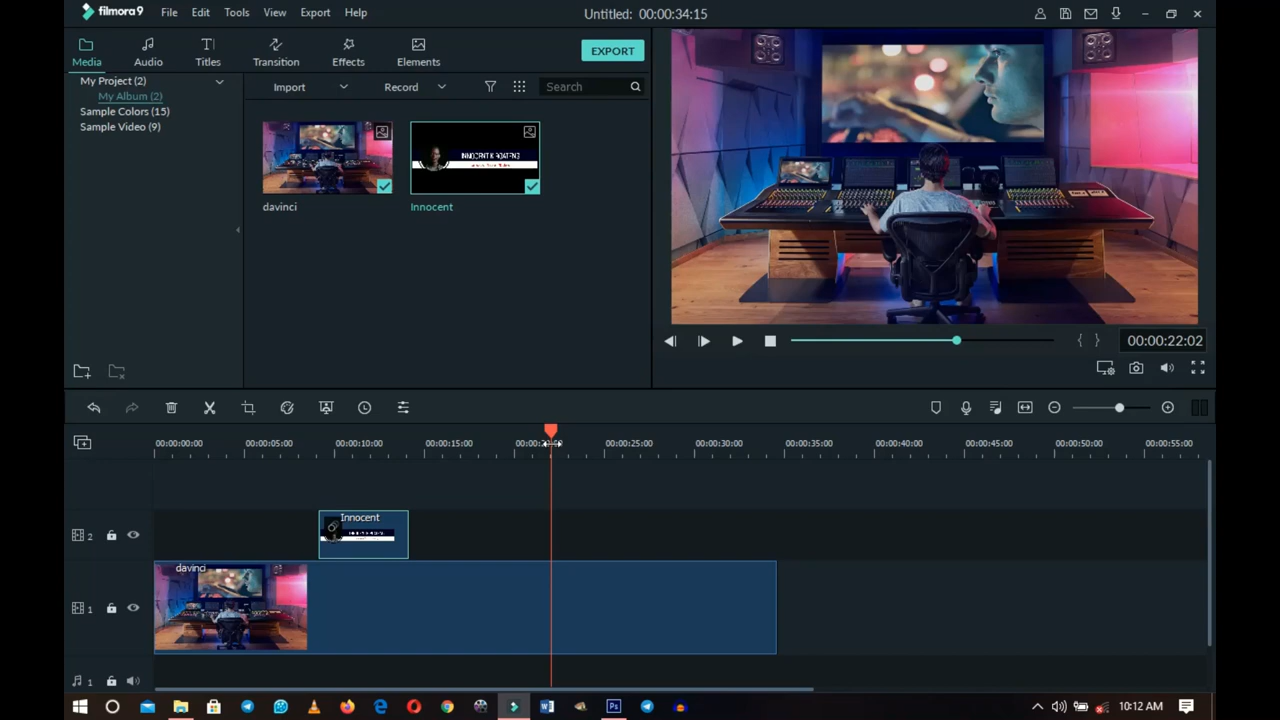 filmora9 File Edit Tools View Export Help Untitled: 00:00:34:15
Media Audio Titles Transition Effects Elements EXPORT
My Project (2)
My Album (2)
Sample Colors (15)
Sample Video (9)
Import Record Search
davinci Innocent
00:00:22:02
00:00:00:00 00:00:05:00 00:00:10:00 00:00:15:00 00:00:20:00 00:00:25:00 00:00:30:00 00:00:35:00 00:00:40:00 00:00:45:00 00:00:50:00 00:00:55:00
2
Innocent
1
davinci
1
W Ps 10:12 AM